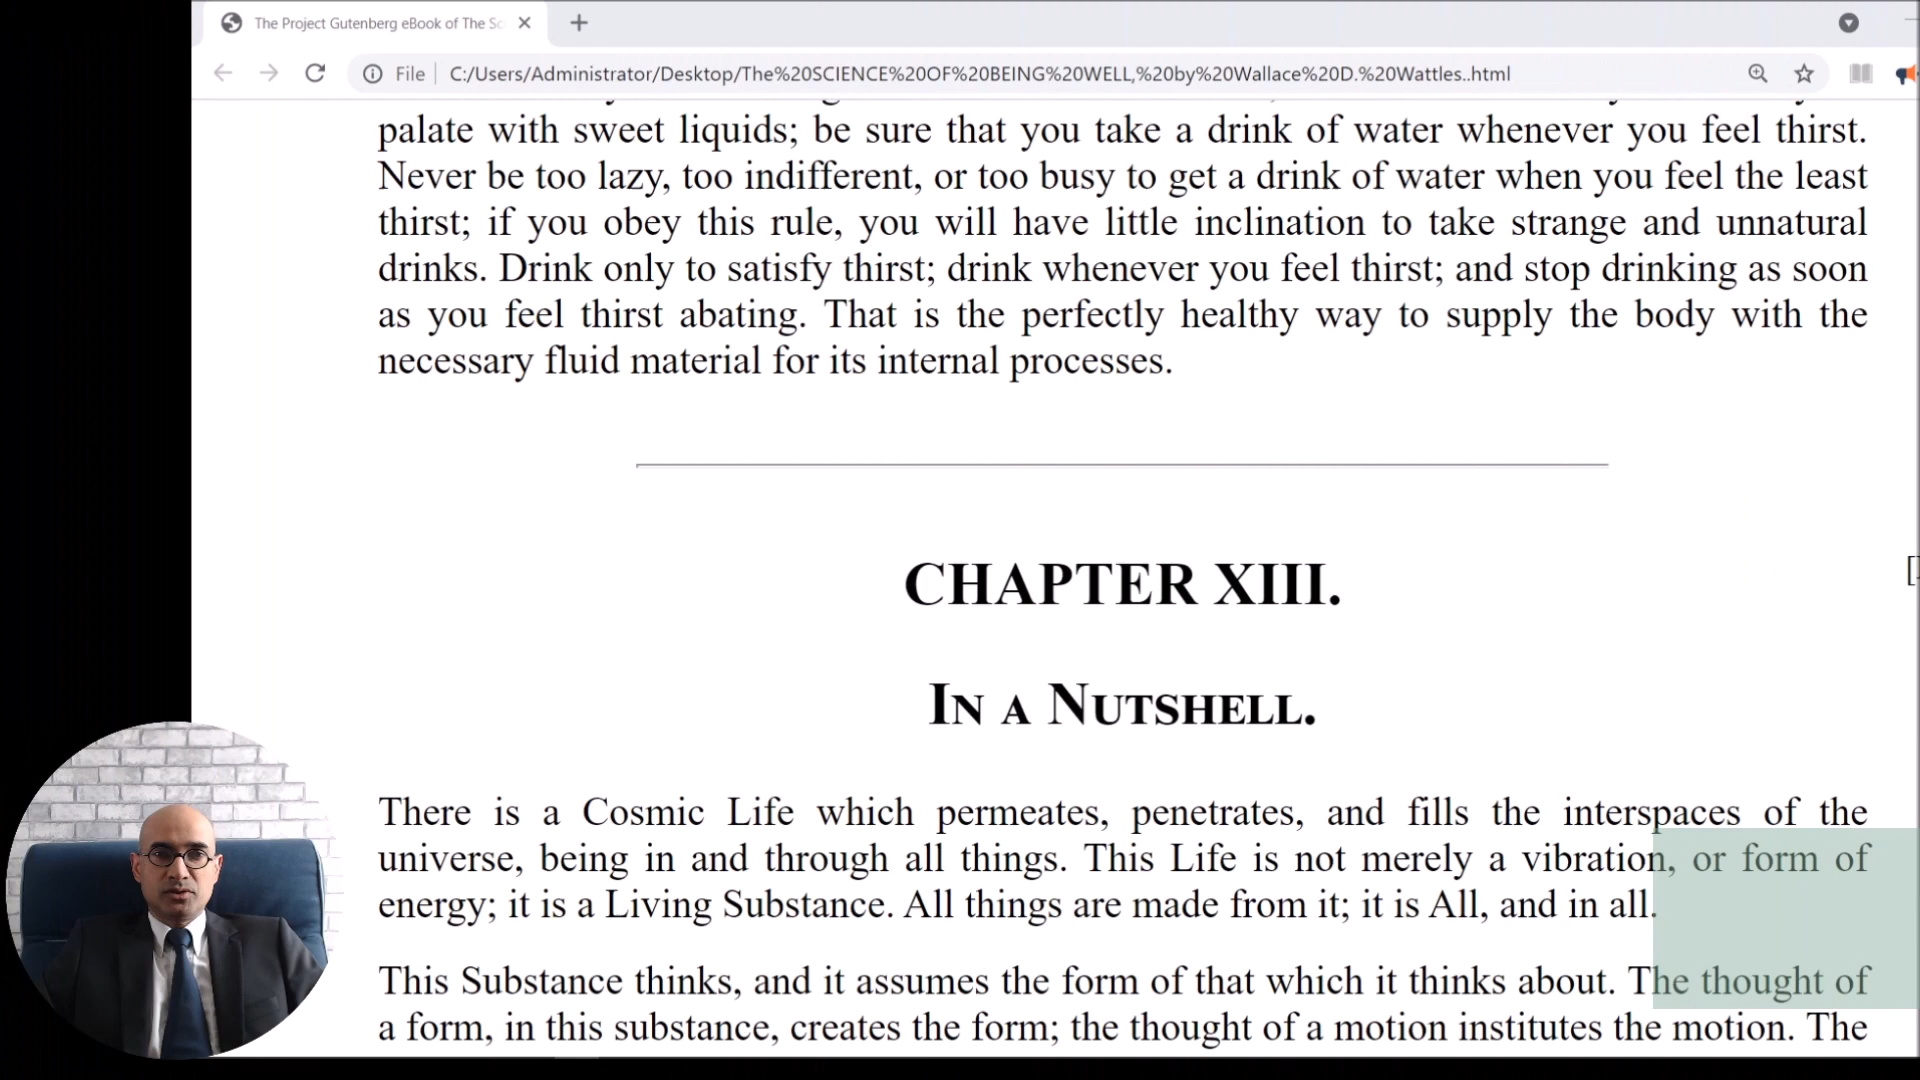 The Project Gutenberg eBook of The Sc
File
C:/Users/Administrator/Desktop/The%20SCIENCE%20OF%20BEING%20WELL,%20by%20Wallace%20D.%20Wattles..html
palate with sweet liquids; be sure that you take a drink of water whenever you feel thirst.
Never be too lazy, too indifferent, or too busy to get a drink of water when you feel the least
thirst; if you obey this rule, you will have little inclination to take strange and unnatural
drinks. Drink only to satisfy thirst; drink whenever you feel thirst; and stop drinking as soon
as you feel thirst abating. That is the perfectly healthy way to supply the body with the
necessary fluid material for its internal processes.
CHAPTER XIII.
In a Nutshell.
There is a Cosmic Life which permeates, penetrates, and fills the interspaces of the
universe, being in and through all things. This Life is not merely a vibration, or form of
energy; it is a Living Substance. All things are made from it; it is All, and in all.
This Substance thinks, and it assumes the form of that which it thinks about. The thought of
a form, in this substance, creates the form; the thought of a motion institutes the motion. The